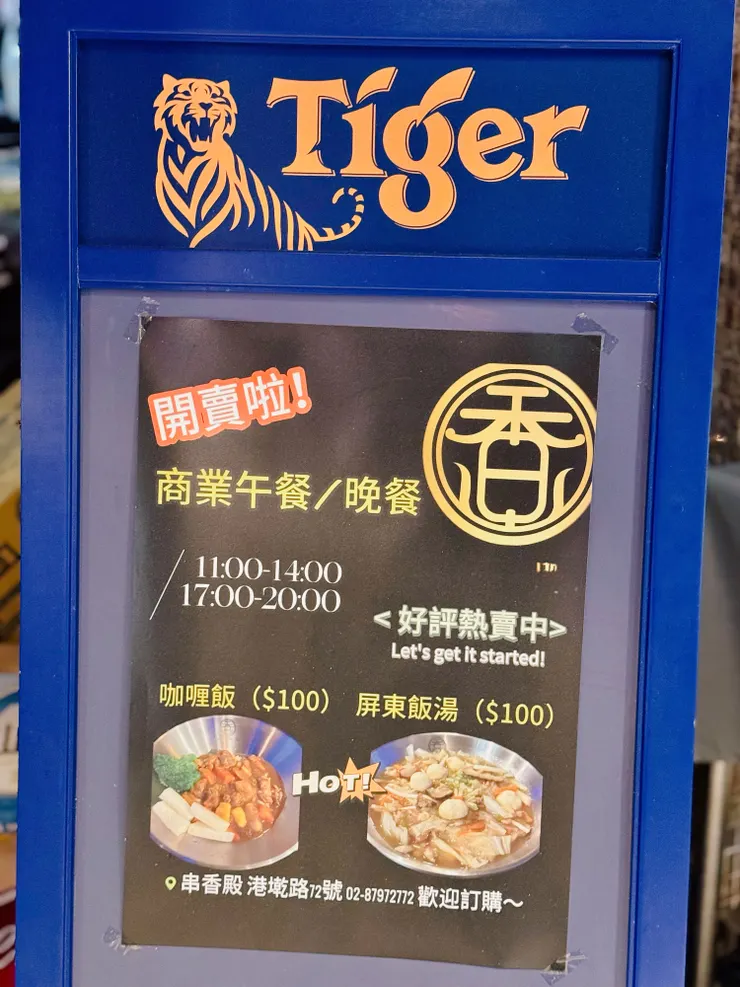 Tiger
開賣啦!
香
商業午餐/晚餐
11:00-14:00
17:00-20:00
<好評熱賣中>
Let's get it started!
咖喱飯($100) 屏東飯湯($100)
HOT!
串香殿 港墘路72號 02-87972772 歡迎訂購~